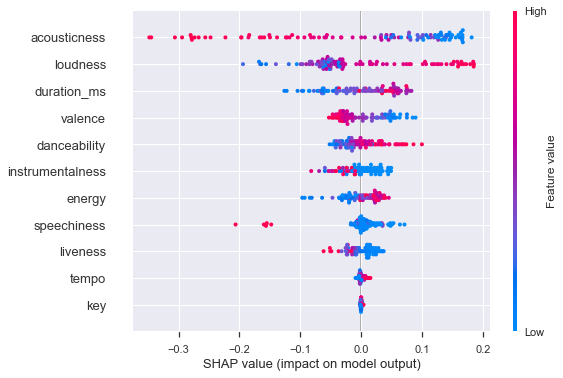 High
acousticness
loudness
duration_ms
valence
danceability
instrumentalness
energy
speechiness
liveness
tempo
key
Feature value
Low
−0.3 −0.2 −0.1 0.0 0.1 0.2
SHAP value (impact on model output)